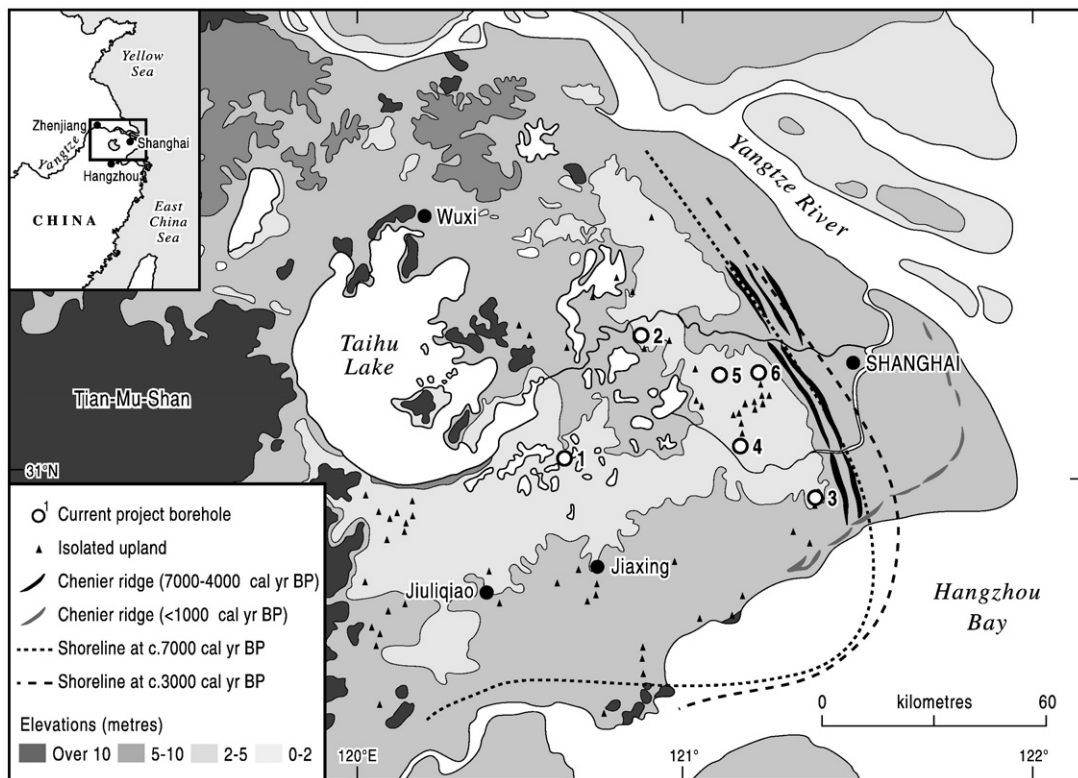 Yellow
Sea
Zhenjiang
Yangtze
Shanghai
Hangzhou
CHINA
East
China
Sea
Wuxi
Yangtze
River
Taihu
Lake
Tian-Mu-Shan
2
5
6
SHANGHAI
4
1
3
31°N
Jiaxing
Jiuliqiao
Hangzhou
Bay
1 Current project borehole
Isolated upland
Chenier ridge (7000-4000 cal yr BP)
Chenier ridge (<1000 cal yr BP)
Shoreline at c.7000 cal yr BP
Shoreline at c.3000 cal yr BP
Elevations (metres)
Over 10 5-10 2-5 0-2
0 kilometres 60
120°E
121°
122°